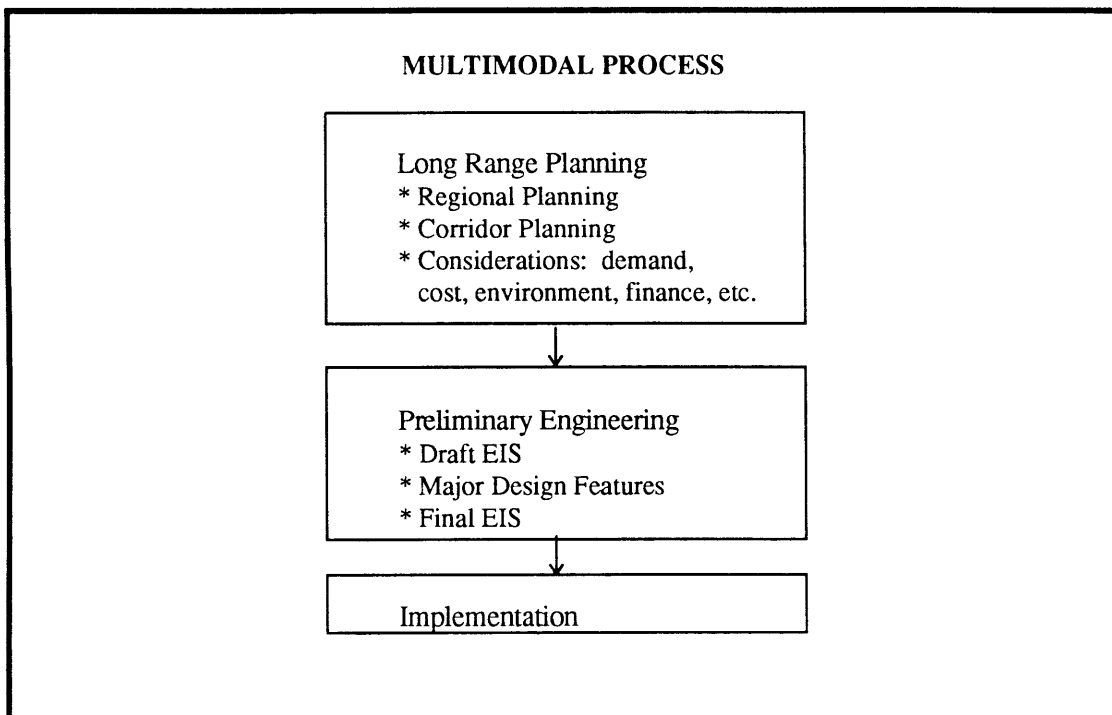 MULTIMODAL PROCESS
Long Range Planning
* Regional Planning
* Corridor Planning
* Considerations: demand,
cost, environment, finance, etc.
Preliminary Engineering
* Draft EIS
* Major Design Features
* Final EIS
Implementation